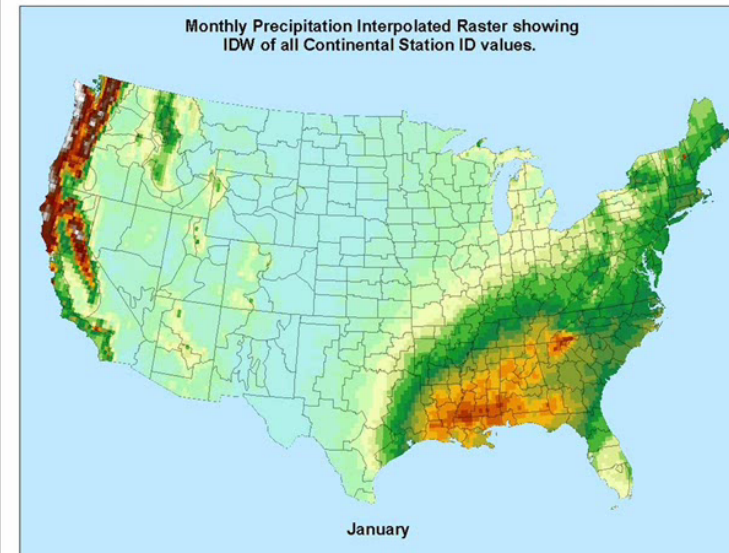 Monthly Precipitation Interpolated Raster showing
IDW of all Continental Station ID values.
January